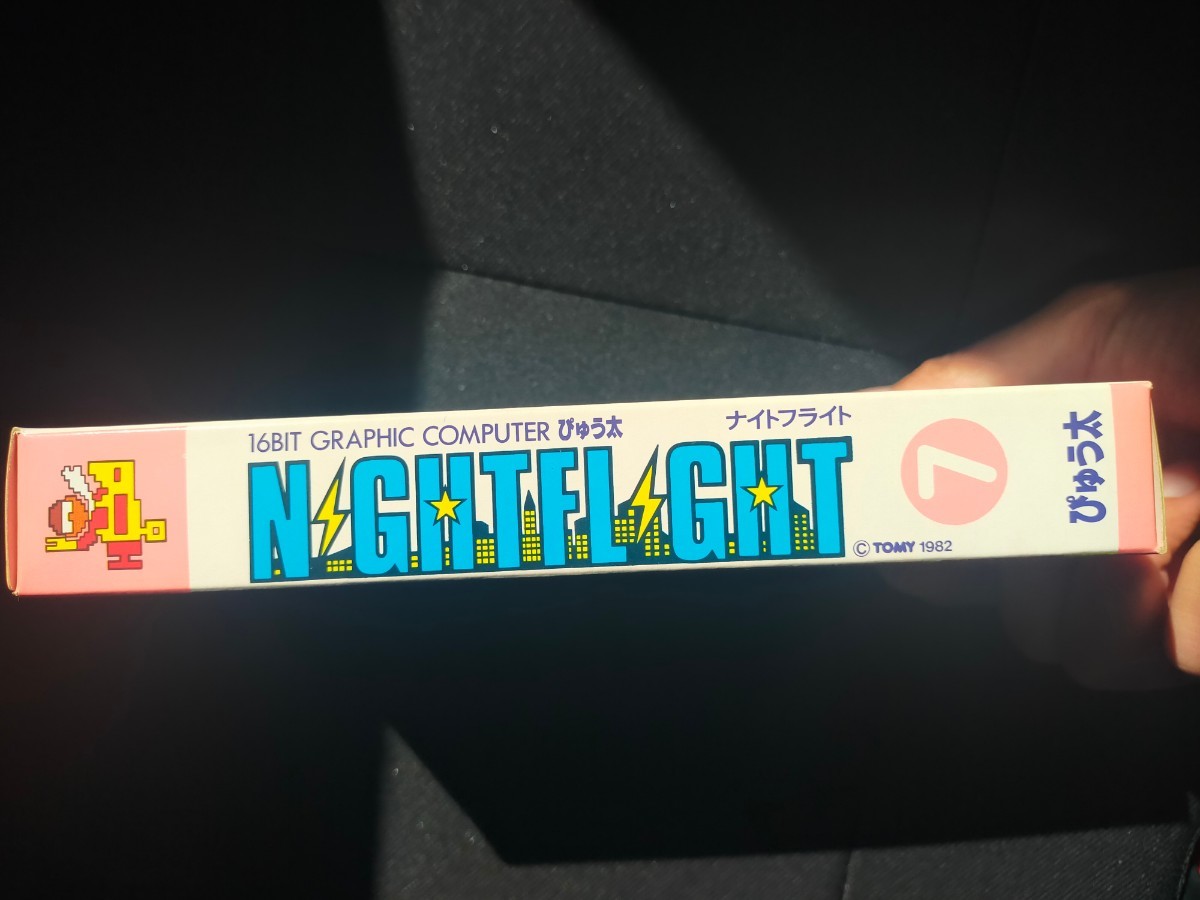 16BIT GRAPHIC COMPUTER ぴゅう太
ナイトフライト
NIGHTFLIGHT
© TOMY 1982
7
ぴゅう太